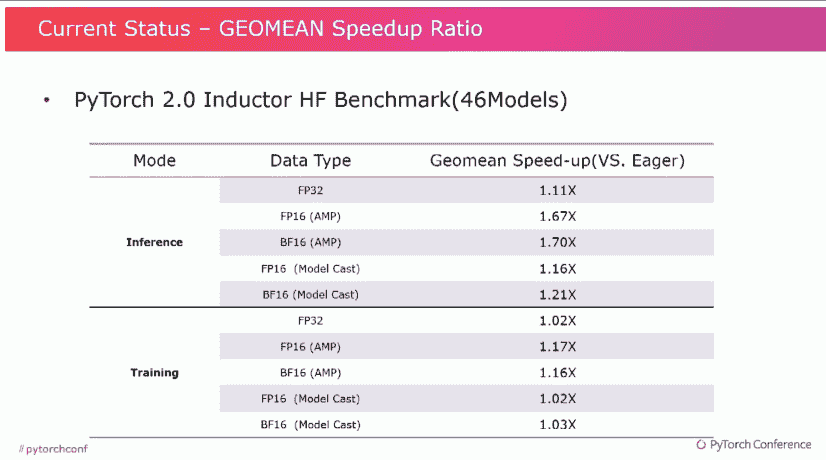 Current Status – GEOMEAN Speedup Ratio
• PyTorch 2.0 Inductor HF Benchmark(46Models)
Mode Data Type Geomean Speed-up(VS. Eager)
Inference
FP32 1.11X
FP16 (AMP) 1.67X
BF16 (AMP) 1.70X
FP16 (Model Cast) 1.16X
BF16 (Model Cast) 1.21X
Training
FP32 1.02X
FP16 (AMP) 1.17X
BF16 (AMP) 1.16X
FP16 (Model Cast) 1.02X
BF16 (Model Cast) 1.03X
#pytorchconf
PyTorch Conference